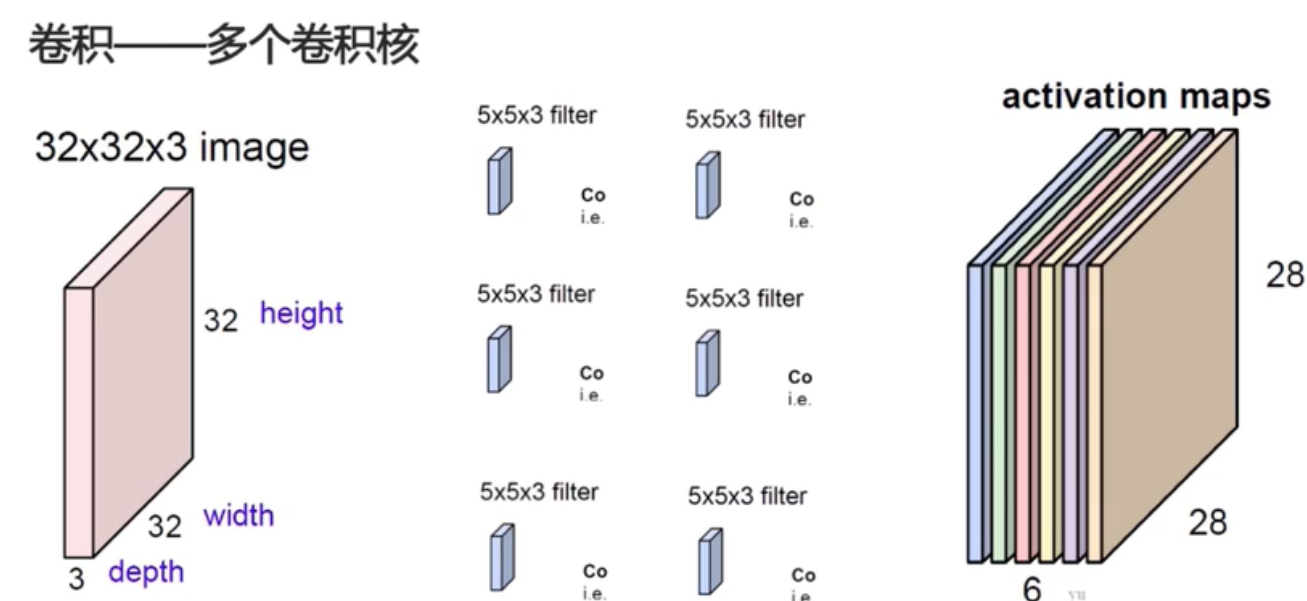 卷积——多个卷积核
32x32x3 image
32 height
32 width
3 depth
5x5x3 filter
Co
i.e.
5x5x3 filter
Co
i.e.
5x5x3 filter
Co
i.e.
5x5x3 filter
Co
i.e.
5x5x3 filter
Co
i.e.
5x5x3 filter
Co
i.e.
activation maps
28
28
6
yu